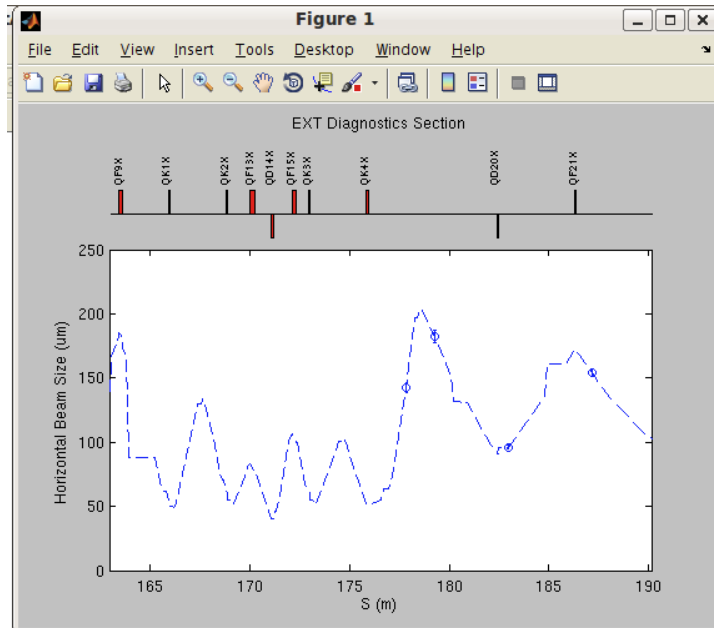 Figure 1
File Edit View Insert Tools Desktop Window Help
EXT Diagnostics Section
QF9X QK1X QK2X QF13X QD14X QF15X QK3X QK4X QD20X QF21X
250
200
150
100
50
0
Horizontal Beam Size (um)
165 170 175 180 185 190
S (m)